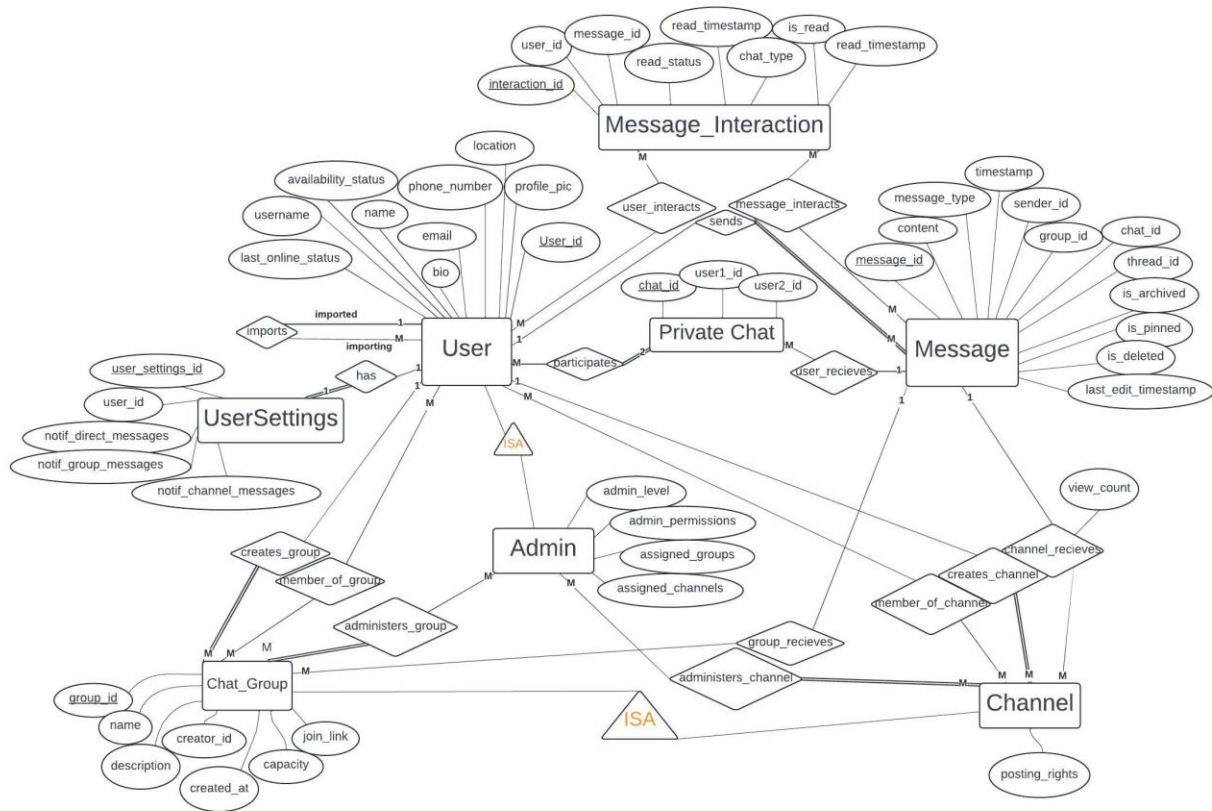 read_timestamp
is_read
message_id
user_id
read_status
chat_type
read_timestamp
interaction_id
Message_Interaction
M
M
location
availability_status
phone_number
profile_pic
username
name
email
User_id
last_online_status
bio
user_interacts
message_interacts
sends
timestamp
message_type
sender_id
content
group_id
chat_id
message_id
thread_id
is_archived
is_pinned
is_deleted
last_edit_timestamp
chat_id
user1_id
user2_id
imported
1
imports
M
importing
User
M
1
M
participates
2
Private Chat
M
user_recieves
1
M
M
Message
1
1
user_settings_id
has
1
1
user_id
UserSettings
notif_direct_messages
notif_group_messages
notif_channel_messages
1
M
1
M
ISA
admin_level
admin_permissions
Admin
assigned_groups
assigned_channels
M
M
view_count
creates_group
member_of_group
administers_group
channel_recieves
creates_channel
member_of_channel
group_recieves
administers_channel
M
M
M
M
M
M
M
M
Chat_Group
ISA
Channel
group_id
name
creator_id
join_link
description
capacity
created_at
posting_rights